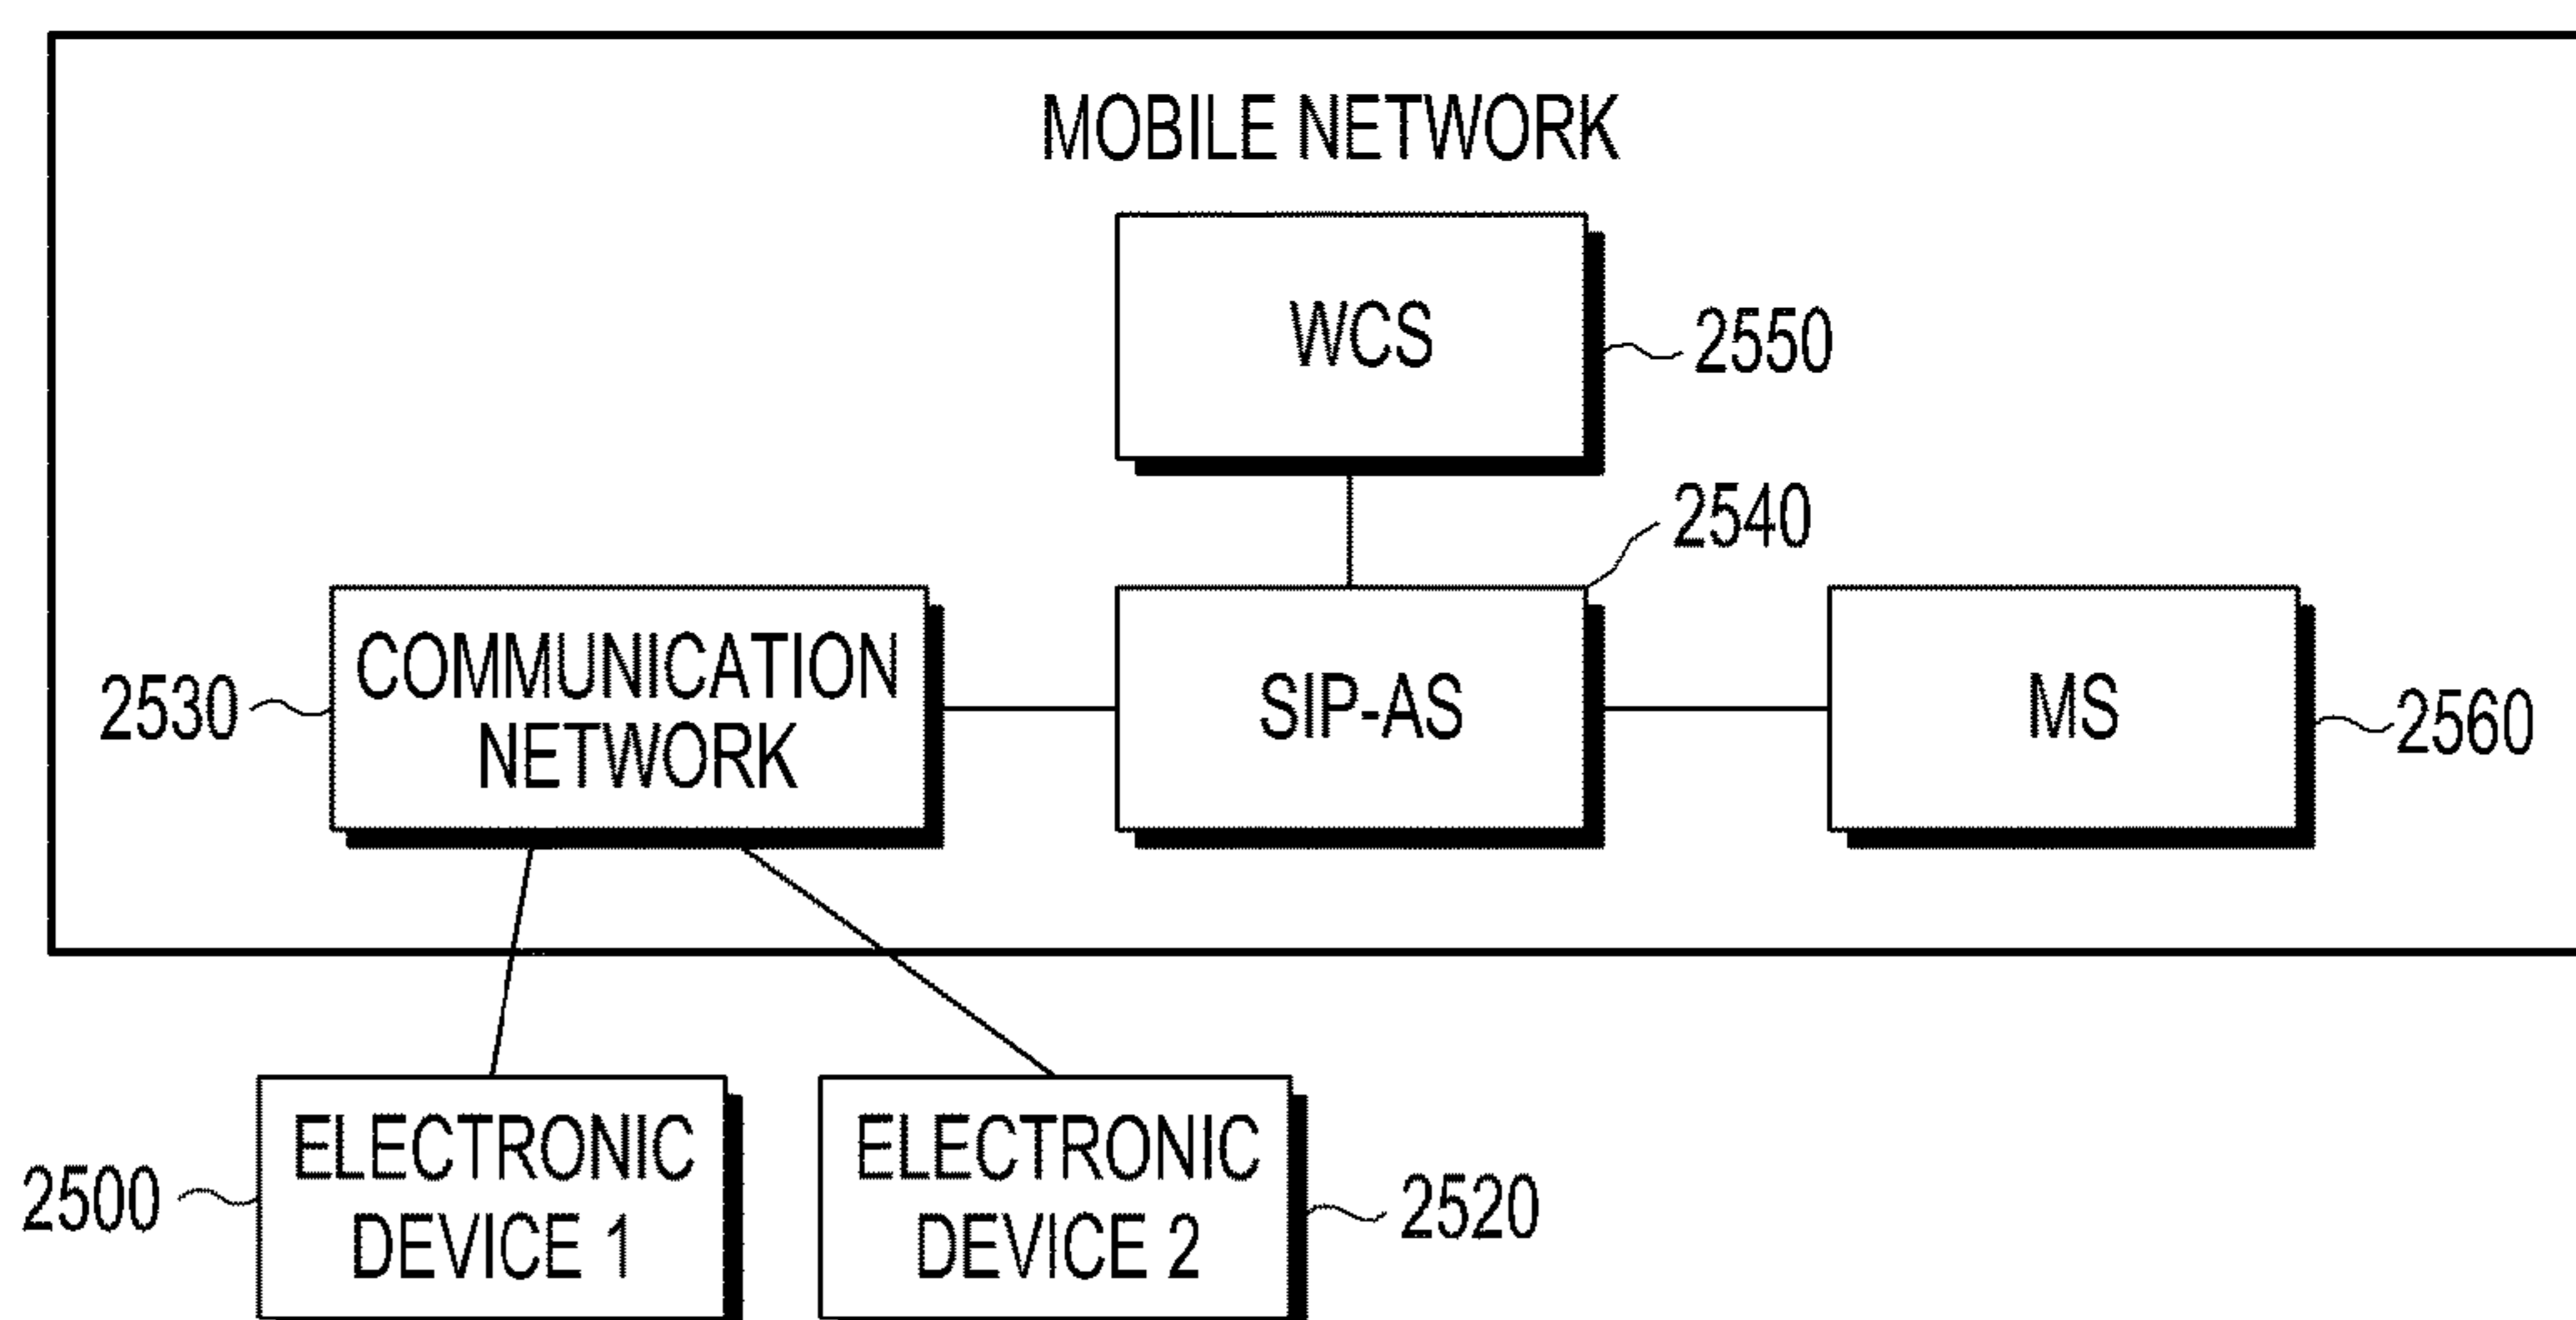 MOBILE NETWORK
WCS
2550
2540
2530
COMMUNICATION
NETWORK
SIP-AS
MS
2560
2500
ELECTRONIC
DEVICE 1
ELECTRONIC
DEVICE 2
2520